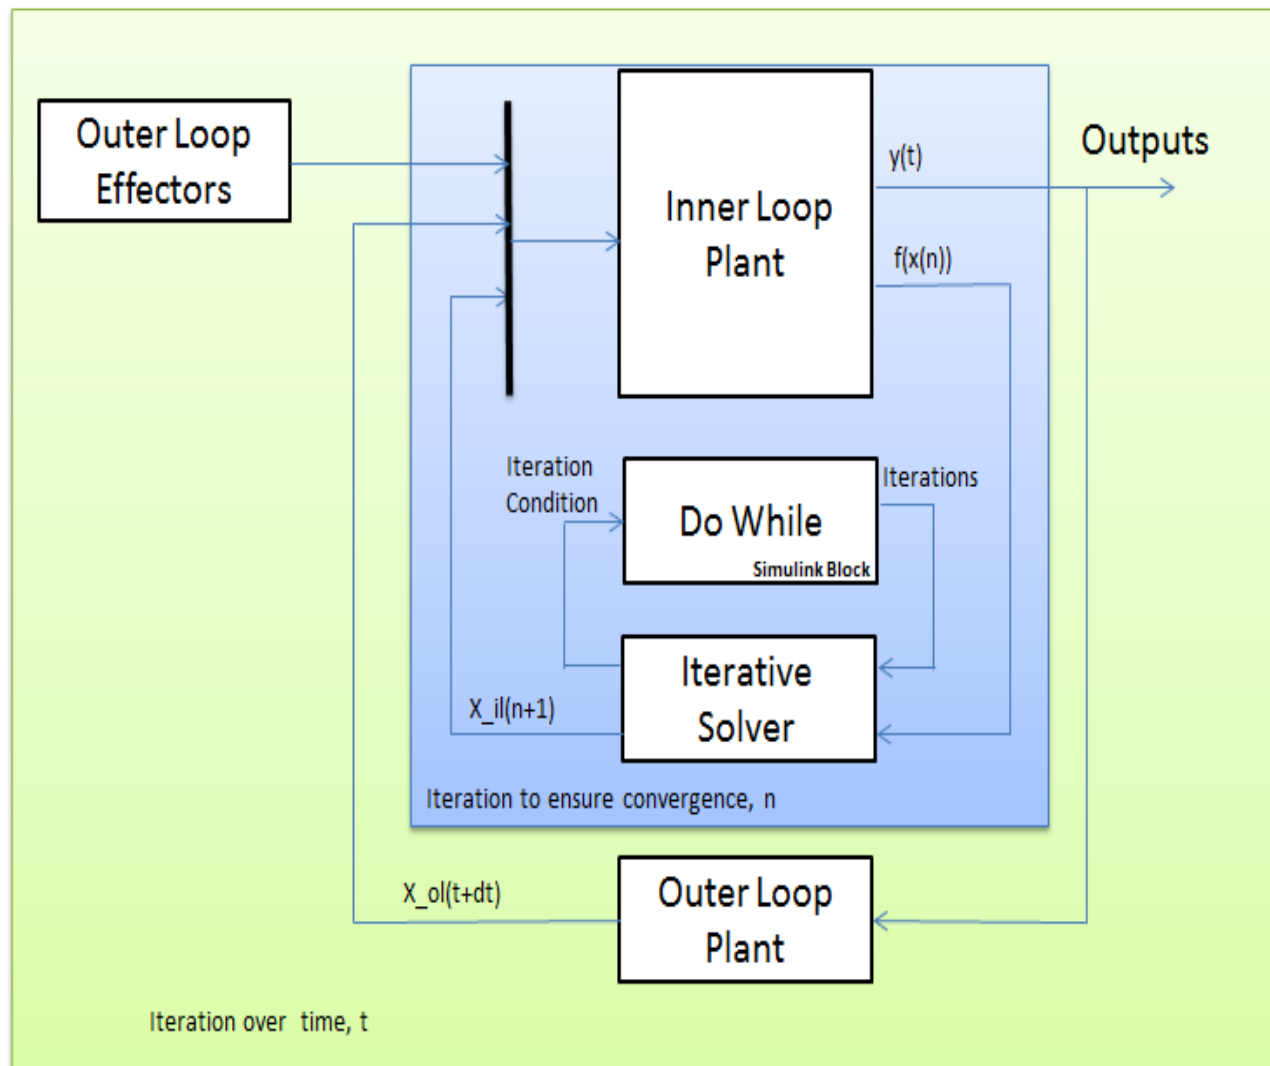 Outer Loop
Effectors
Inner Loop
Plant
y(t)
Outputs
f(x(n))
Iteration
Condition
Do While
Simulink Block
Iterations
Iterative
Solver
X_il(n+1)
Iteration to ensure convergence, n
X_ol(t+dt)
Outer Loop
Plant
Iteration over time, t